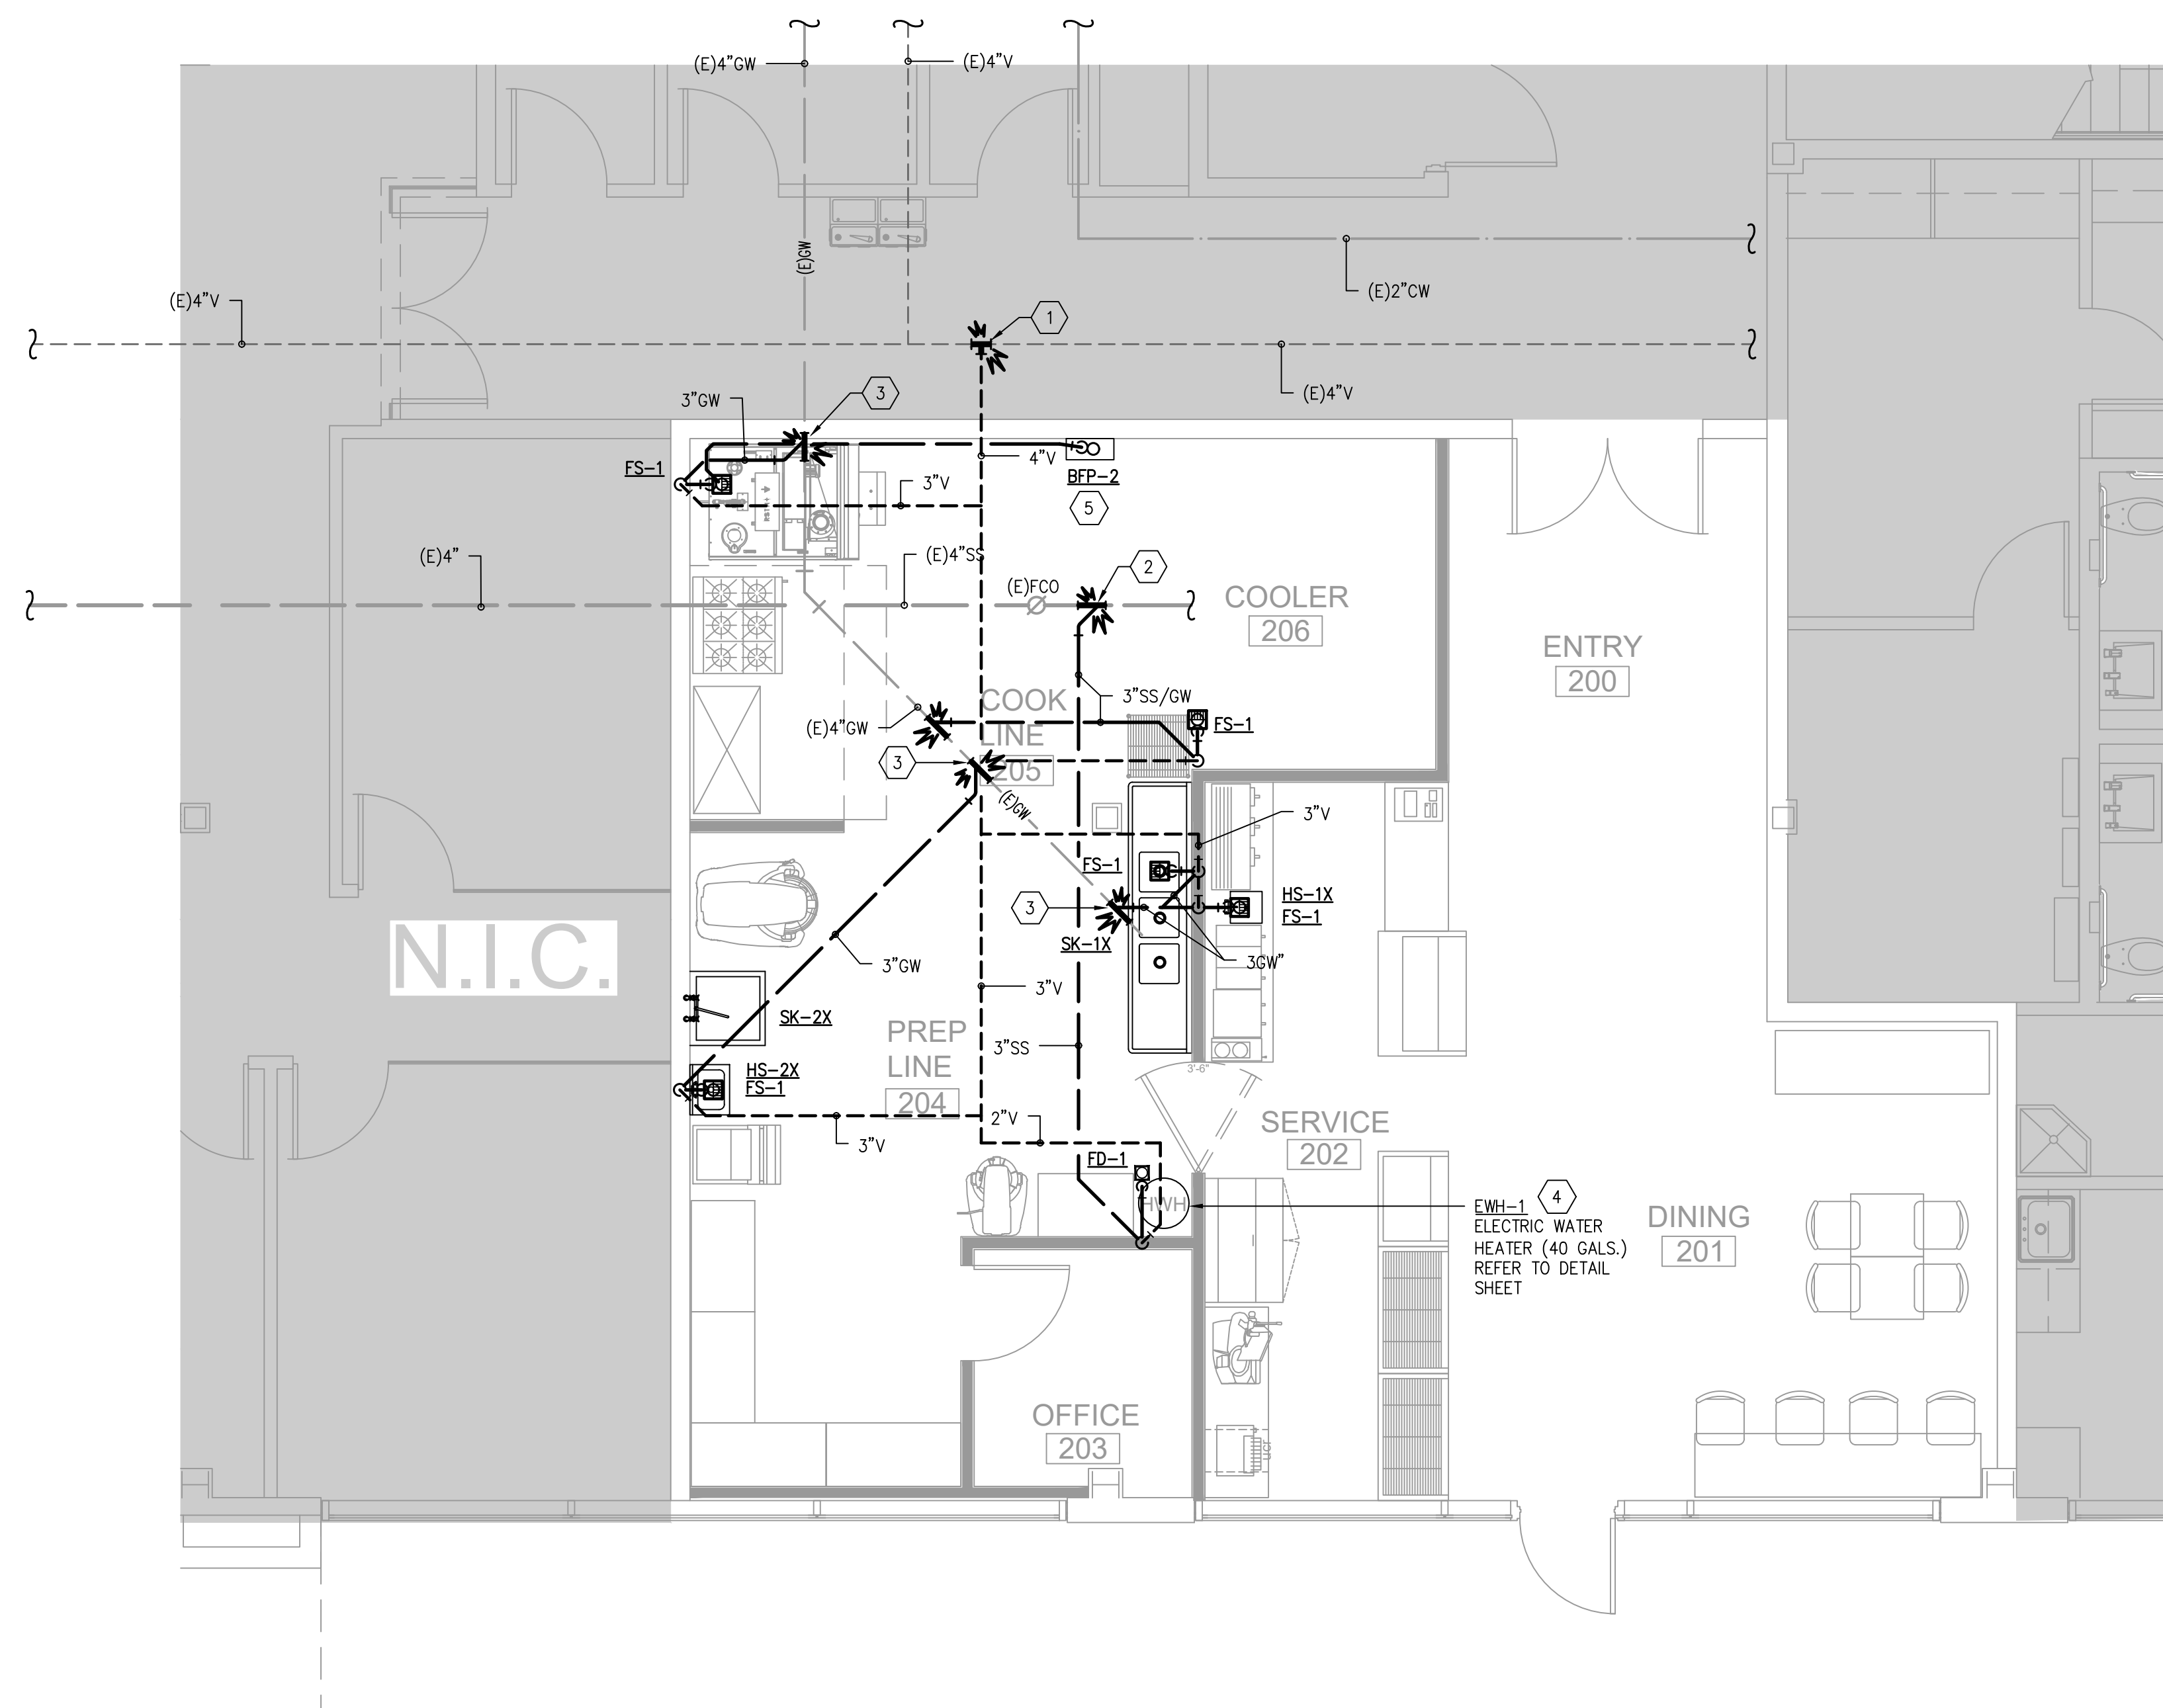 (E)4"GW
(E)4"V
(E)GW
(E)2"CW
(E)4"V
1
(E)4"V
3
3"GW
4"V
FS-1
BFP-2
3"V
5
(E)4"
(E)4"SS
(E)FCO
2
COOLER
206
ENTRY
200
3"SS/GW
COOK
LINE
205
(E)4"GW
FS-1
3
(E)GW
3"V
FS-1
HS-1X
FS-1
3
SK-1X
3GW"
N.I.C.
3"GW
3"V
SK-2X
PREP
LINE
204
3"SS
HS-2X
FS-1
3'-6"
2"V
SERVICE
202
3"V
FD-1
HWH
4
EWH-1
ELECTRIC WATER
HEATER (40 GALS.)
REFER TO DETAIL
SHEET
DINING
201
OFFICE
203